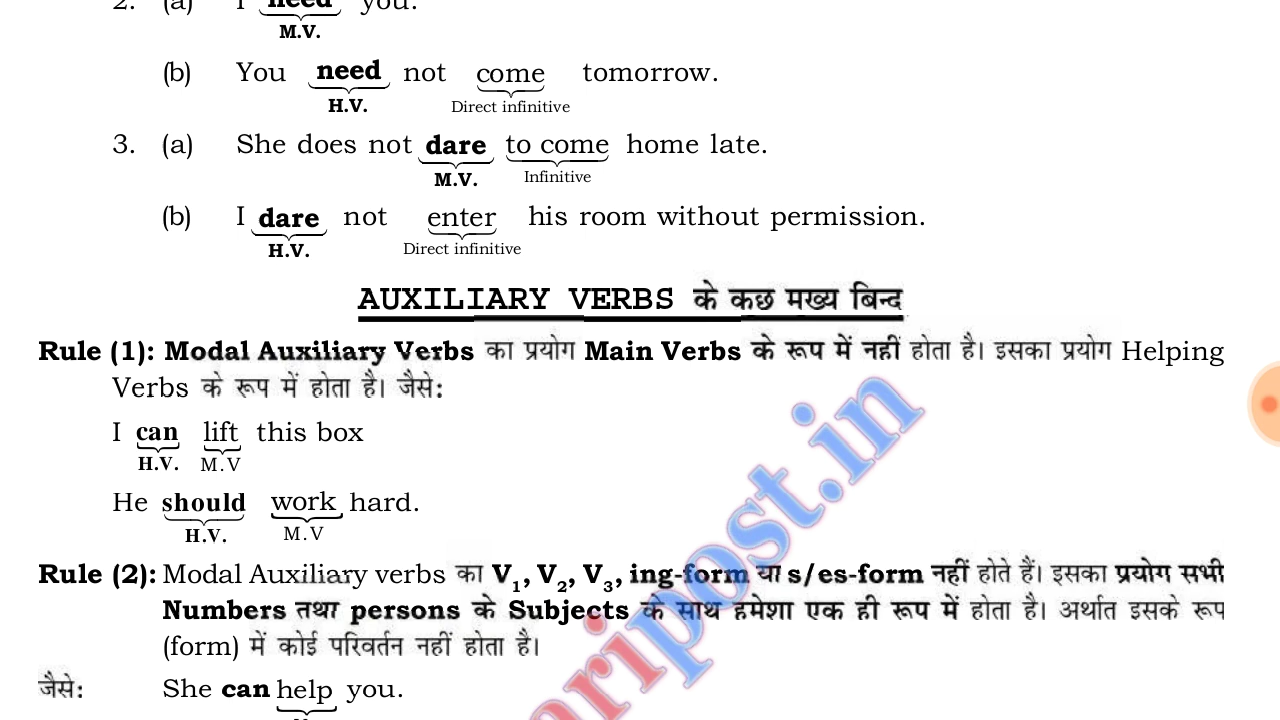 2. (a) I need you.
M.V.
(b) You need not come tomorrow.
H.V. Direct infinitive
3. (a) She does not dare to come home late.
M.V. Infinitive
(b) I dare not enter his room without permission.
H.V. Direct infinitive
AUXILIARY VERBS के कछ मख्य बिन्द
Rule (1): Modal Auxiliary Verbs का प्रयोग Main Verbs के रूप में नहीं होता है। इसका प्रयोग Helping
Verbs के रूप में होता है। जैसे:
I can lift this box
H.V. M.V
He should work hard.
H.V. M.V
Rule (2): Modal Auxiliary verbs का V1, V2, V3, ing-form या s/es-form नहीं होते हैं। इसका प्रयोग सभी
Numbers तथा persons के Subjects के साथ हमेशा एक ही रूप में होता है। अर्थात इसके रूप
(form) में कोई परिवर्तन नहीं होता है।
जैसे: She can help you.
aripost.in